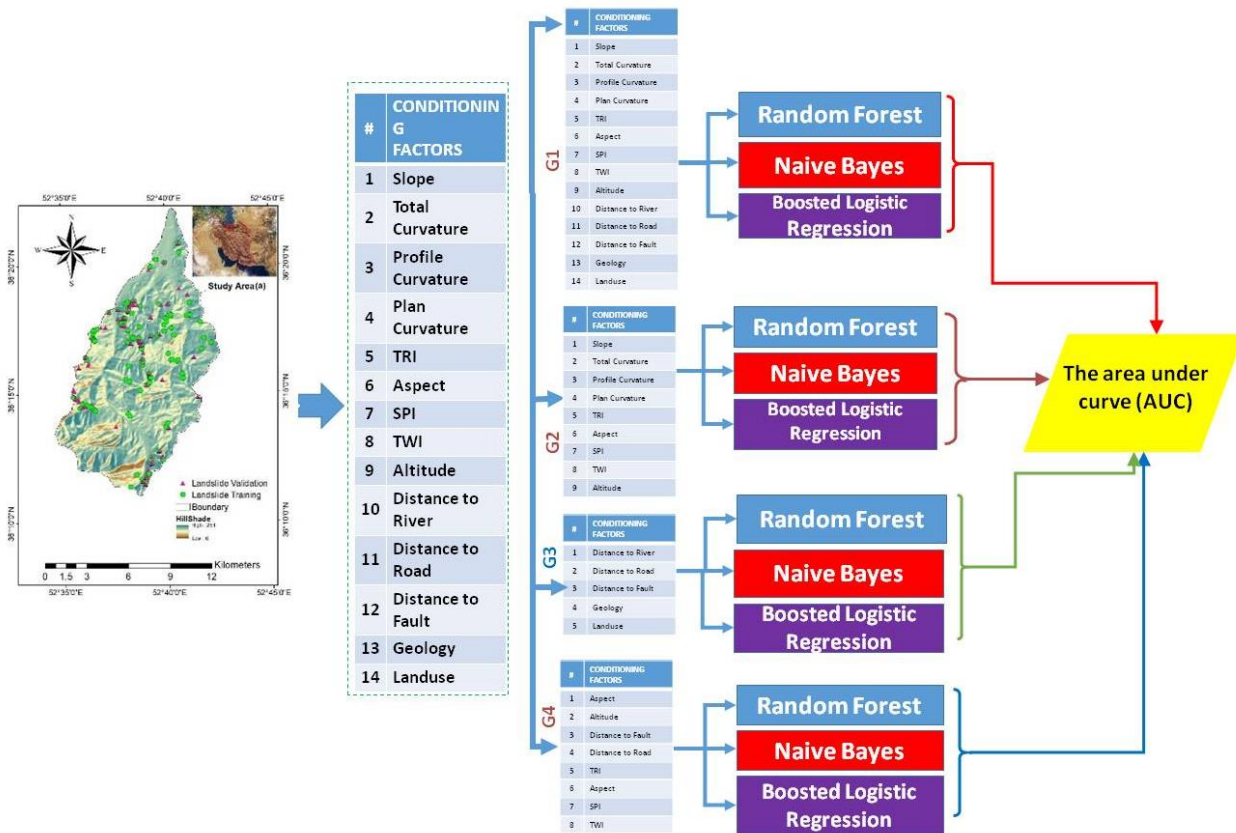 52°35'0"E 52°40'0"E 52°45'0"E
N
W E
S
Study Area(a)
36°20'0"N 36°20'0"N
36°15'0"N 36°15'0"N
36°10'0"N 36°10'0"N
Landslide Validation
Landslide Training
Boundary
HillShade
Kilometers
0 1.5 3 6 9 12
52°35'0"E 52°40'0"E 52°45'0"E
# CONDITIONIN
G
FACTORS
1 Slope
2 Total
Curvature
3 Profile
Curvature
4 Plan
Curvature
5 TRI
6 Aspect
7 SPI
8 TWI
9 Altitude
10 Distance to
River
11 Distance to
Road
12 Distance to
Fault
13 Geology
14 Landuse
G1
# CONDITIONING
FACTORS
1 Slope
2 Total Curvature
3 Profile Curvature
4 Plan Curvature
5 TRI
6 Aspect
7 SPI
8 TWI
9 Altitude
10 Distance to River
11 Distance to Road
12 Distance to Fault
13 Geology
14 Landuse
Random Forest
Naive Bayes
Boosted Logistic
Regression
G2
# CONDITIONING
FACTORS
1 Slope
2 Total Curvature
3 Profile Curvature
4 Plan Curvature
5 TRI
6 Aspect
7 SPI
8 TWI
9 Altitude
Random Forest
Naive Bayes
Boosted Logistic
Regression
G3
# CONDITIONING
FACTORS
1 Distance to River
2 Distance to Road
3 Distance to Fault
4 Geology
5 Landuse
Random Forest
Naive Bayes
Boosted Logistic
Regression
G4
# CONDITIONING
FACTORS
1 Aspect
2 Altitude
3 Distance to Fault
4 Distance to Road
5 TRI
6 Aspect
7 SPI
8 TWI
Random Forest
Naive Bayes
Boosted Logistic
Regression
The area under
curve (AUC)